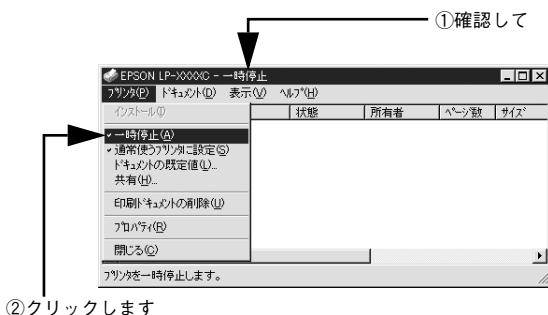 ①確認して
EPSON LP-XXXXC - 一時停止
プリンタ(P) ドキュメント(D) 表示(V) ヘルプ(H)
インストール(I)
状態 所有者 ページ数 サイズ
一時停止(A)
通常使うプリンタに設定(S)
ドキュメントの既定値(L)...
共有(H)...
印刷ドキュメントの削除(U)
プロパティ(R)
閉じる(C)
プリンタを一時停止します。
②クリックします